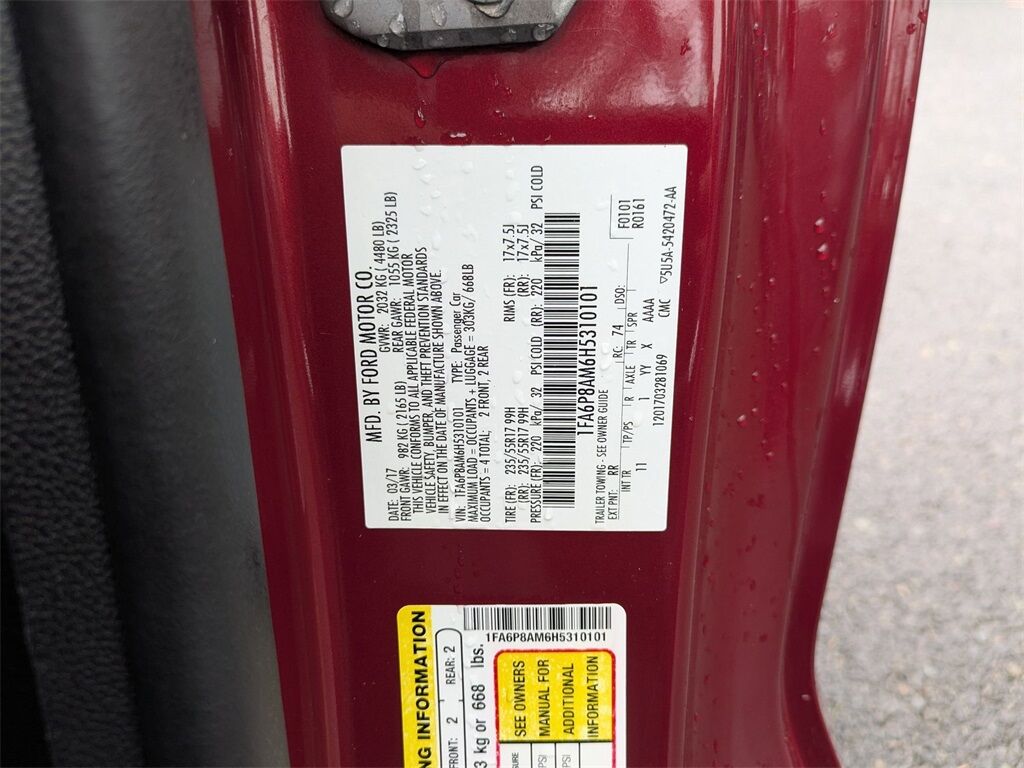 MFD. BY FORD MOTOR CO.
DATE: 03/17 GVWR: 2032 KG ( 4480 LB)
FRONT GAWR: 982 KG ( 2165 LB) REAR GAWR: 1055 KG ( 2325 LB)
THIS VEHICLE CONFORMS TO ALL APPLICABLE FEDERAL MOTOR
VEHICLE SAFETY, BUMPER, AND THEFT PREVENTION STANDARDS
IN EFFECT ON THE DATE OF MANUFACTURE SHOWN ABOVE.
VIN: 1FA6P8AM6H5310101 TYPE: Passenger Car
MAXIMUM LOAD = OCCUPANTS + LUGGAGE = 303KG/ 668LB
OCCUPANTS = 4 TOTAL: 2 FRONT, 2 REAR
TIRE (FR): 235/55R17 99H RIMS (FR): 17x7.5J
(RR): 235/55R17 99H (RR): 17x7.5J
PRESSURE (FR): 220 kPa/ 32 PSI COLD (RR): 220 kPa/ 32 PSI COLD
1FA6P8AM6H5310101
TRAILER TOWING - SEE OWNER GUIDE F0101
EXT PNT: RR RC: 74 DSO: R0161
INT TR TP/PS R AXLE TR SPR
11 1 YY X AAAA
1201703281069 CMC ▽5U5A-5420472-AA
NG INFORMATION
FRONT: 2 REAR: 2
3 kg or 668 lbs.
1FA6P8AM6H5310101
SEE OWNERS
MANUAL FOR
ADDITIONAL
INFORMATION
SURE
PSI
PSI